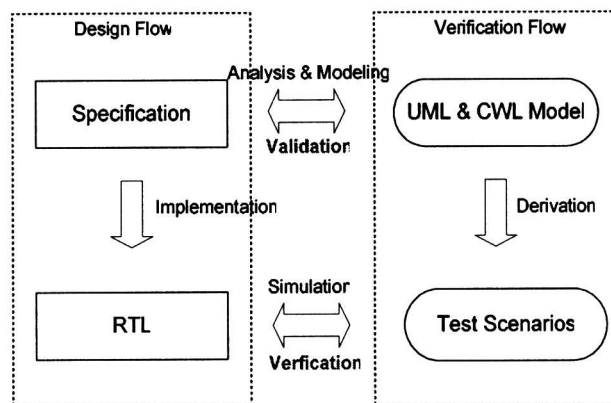 Design Flow
Verification Flow
Analysis & Modeling
Specification
UML & CWL Model
Validation
Implementation
Derivation
Simulation
RTL
Test Scenarios
Verfication